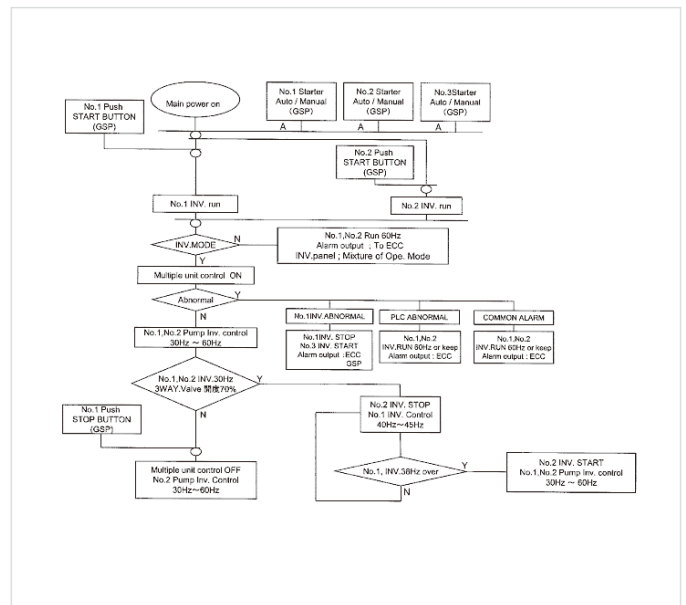 No.1 Push
START BUTTON
(GSP)
Main power on
No.1 Starter
Auto / Manual
(GSP)
No.2 Starter
Auto / Manual
(GSP)
No.3Starter
Auto / Manual
(GSP)
A
A
A
No.2 Push
START BUTTON
(GSP)
No.1 INV. run
No.2 INV. run
INV.MODE
N
Y
No.1,No.2 Run 60Hz
Alarm output ; To ECC
INV.panel ; Mixture of Ope. Mode
Multiple unit control ON
Abnormal
Y
N
No.1INV. ABNORMAL
PLC ABNORMAL
COMMON ALARM
No.1INV. STOP
No.3 INV. START
Alarm output : ECC
GSP
No.1,No.2
INV.RUN 60Hz or keep
Alarm output : ECC
No.1,No.2
INV.RUN 60Hz or keep
Alarm output : ECC
No.1,No.2 Pump Inv. control
30Hz ~ 60Hz
No.1,No.2 INV.30Hz
3WAY.Valve 開度70%
Y
N
No.1 Push
STOP BUTTON
(GSP)
No.2 INV. STOP
No.1 INV. Control
40Hz~45Hz
No.1, INV.38Hz over
Y
N
No.2 INV. START
No.1,No.2 Pump Inv. control
30Hz ~ 60Hz
Multiple unit control OFF
No.2 Pump Inv. Control
30Hz~60Hz